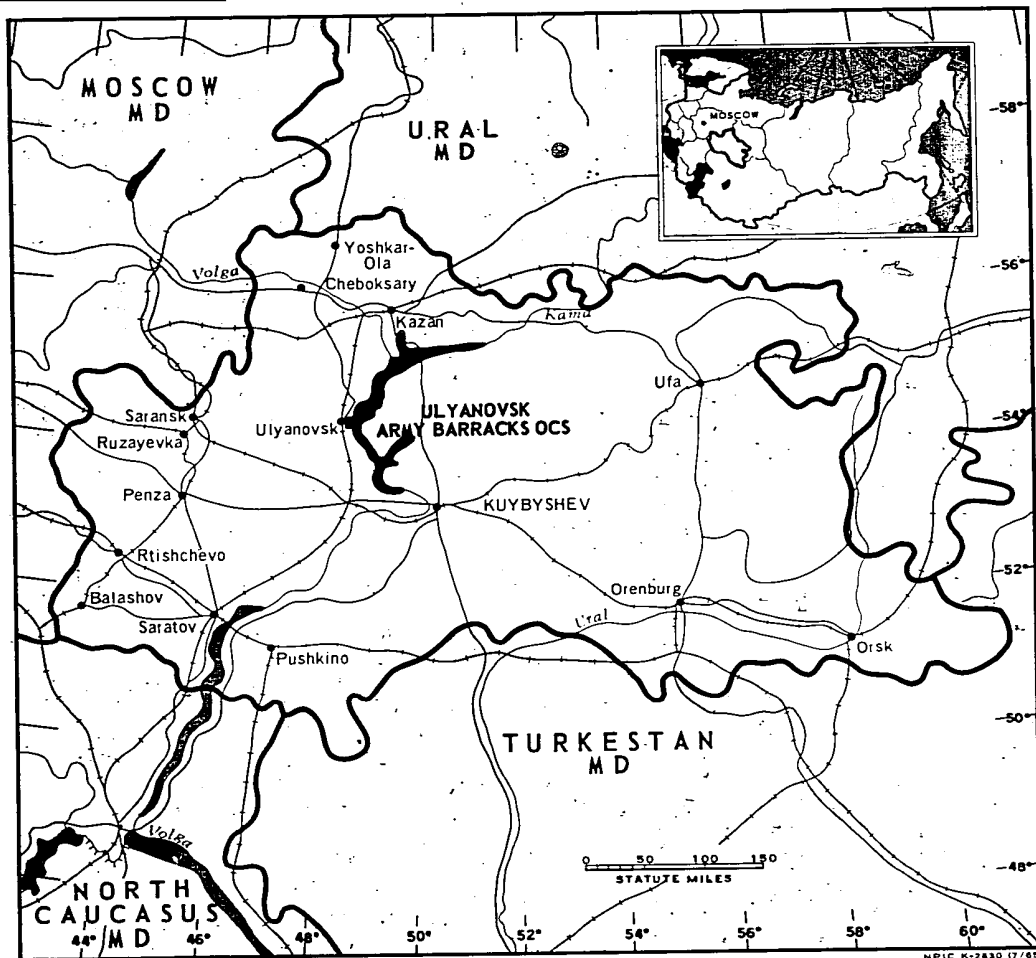 MOSCOW
MD
URAL
MD
MOSCOW
58°
Yoshkar-
Ola
Volga
Cheboksary
56°
Kazan
Kama
Ufa
Saransk
Ruzayevka
Ulyanovsk
ULYANOVSK
ARMY BARRACKS OCS
54°
Penza
KUYBYSHEV
Rtishchevo
52°
Balashov
Saratov
Orenburg
Ural
Pushkino
Orsk
50°
TURKESTAN
MD
Volga
0 50 100 150
STATUTE MILES
48°
NORTH
CAUCASUS
MD
44° 46° 48° 50° 52° 54° 56° 58° 60°